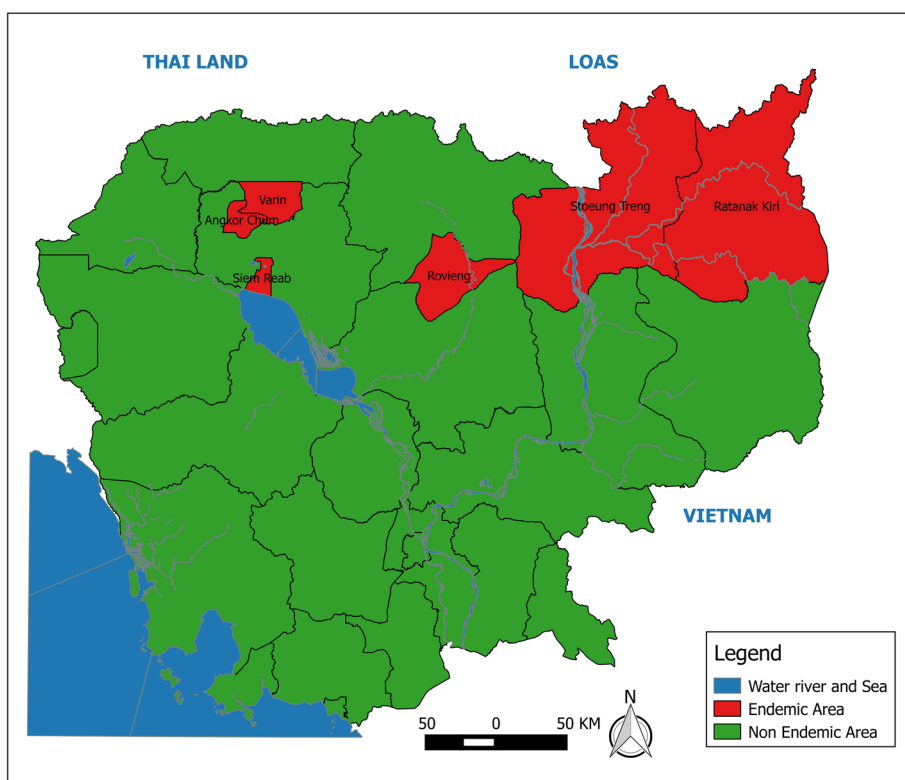 THAI LAND
LOAS
Varin
Angkor Chum
Stoeung Treng
Ratanak Kiri
Siem Reab
Rovieng
VIETNAM
Legend
Water river and Sea
Endemic Area
Non Endemic Area
N
50 0 50 KM